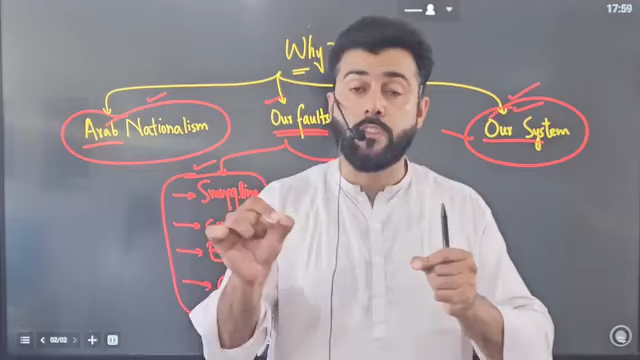 17:59
Why
Arab Nationalism
Our faults
Our System
Smuggling
02/02